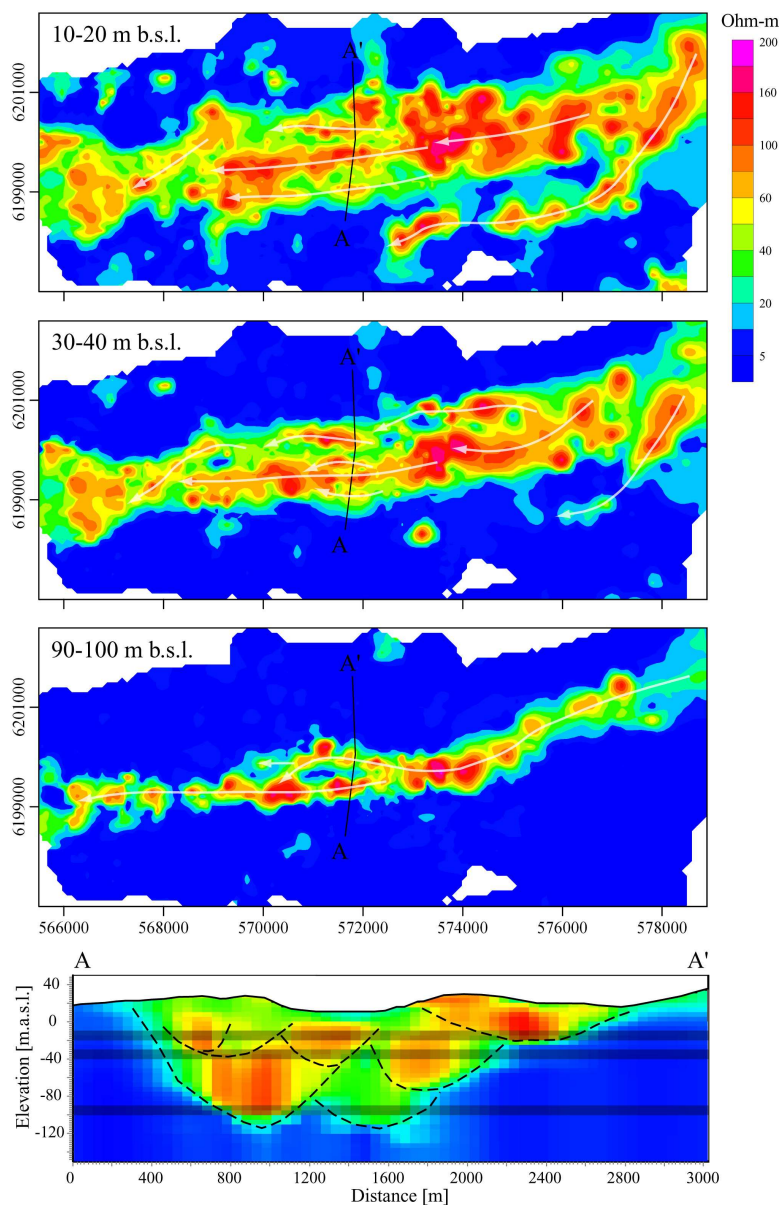 Ohm-m
10-20 m b.s.l.
A'
A
6201000
6199000
200
160
100
60
40
20
5
30-40 m b.s.l.
A'
A
6201000
6199000
90-100 m b.s.l.
A'
A
6201000
6199000
566000 568000 570000 572000 574000 576000 578000
A A'
Elevation [m.a.s.l.]
40
0
-40
-80
-120
0 400 800 1200 1600 2000 2400 2800 3000
Distance [m]